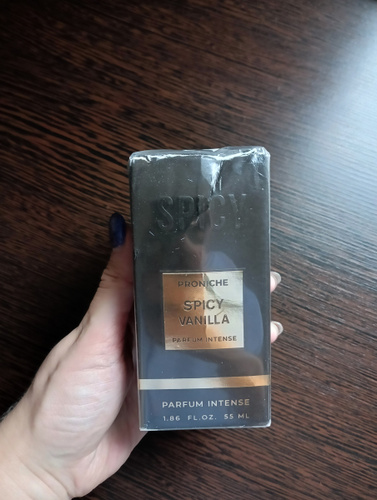 SPICY
PRONICHE
SPICY
VANILLA
PARFUM INTENSE
PARFUM INTENSE
1.86 FL.OZ. 55 ML